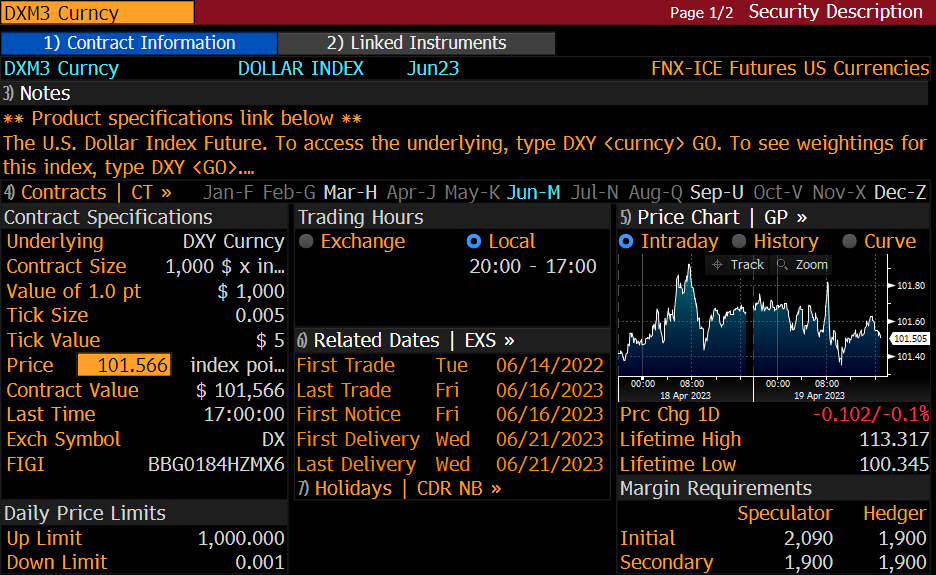 DXM3 Curncy Page 1/2 Security Description
1) Contract Information 2) Linked Instruments
DXM3 Curncy DOLLAR INDEX Jun23 FNX-ICE Futures US Currencies
3) Notes
** Product specifications link below **
The U.S. Dollar Index Future. To access the underlying, type DXY <curncy> GO. To see weightings for
this index, type DXY <GO>....
4) Contracts | CT » Jan-F Feb-G Mar-H Apr-J May-K Jun-M Jul-N Aug-Q Sep-U Oct-V Nov-X Dec-Z
Contract Specifications
Underlying DXY Curncy
Contract Size 1,000 $ x in...
Value of 1.0 pt $ 1,000
Tick Size 0.005
Tick Value $ 5
Price 101.566 index poi...
Contract Value $ 101,566
Last Time 17:00:00
Exch Symbol DX
FIGI BBG0184HZMX6
Daily Price Limits
Up Limit 1,000.000
Down Limit 0.001
Trading Hours
Exchange Local
20:00 - 17:00
6) Related Dates | EXS »
First Trade Tue 06/14/2022
Last Trade Fri 06/16/2023
First Notice Fri 06/16/2023
First Delivery Wed 06/21/2023
Last Delivery Wed 06/21/2023
7) Holidays | CDR NB »
5) Price Chart | GP »
Intraday History Curve
Track Zoom
101.80
101.60
101.505
101.40
00:00 08:00 00:00 08:00
18 Apr 2023 19 Apr 2023
Prc Chg 1D -0.102/-0.1%
Lifetime High 113.317
Lifetime Low 100.345
Margin Requirements
Speculator Hedger
Initial 2,090 1,900
Secondary 1,900 1,900